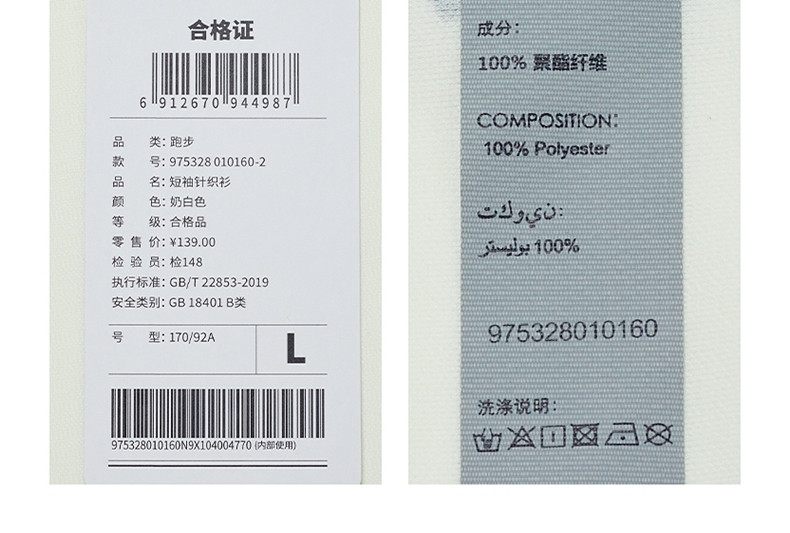 合格证
6 912670 944987
品 类: 跑步
款 号: 975328 010160-2
品 名: 短袖针织衫
颜 色: 奶白色
等 级: 合格品
零 售 价: ¥139.00
检 验 员: 检148
执行标准: GB/T 22853-2019
安全类别: GB 18401 B类
号 型: 170/92A
L
975328010160N9X104004770 (内部使用)
成分:
100% 聚酯纤维
COMPOSITION:
100% Polyester
تكوين:
100% بوليستر
975328010160
洗涤说明: